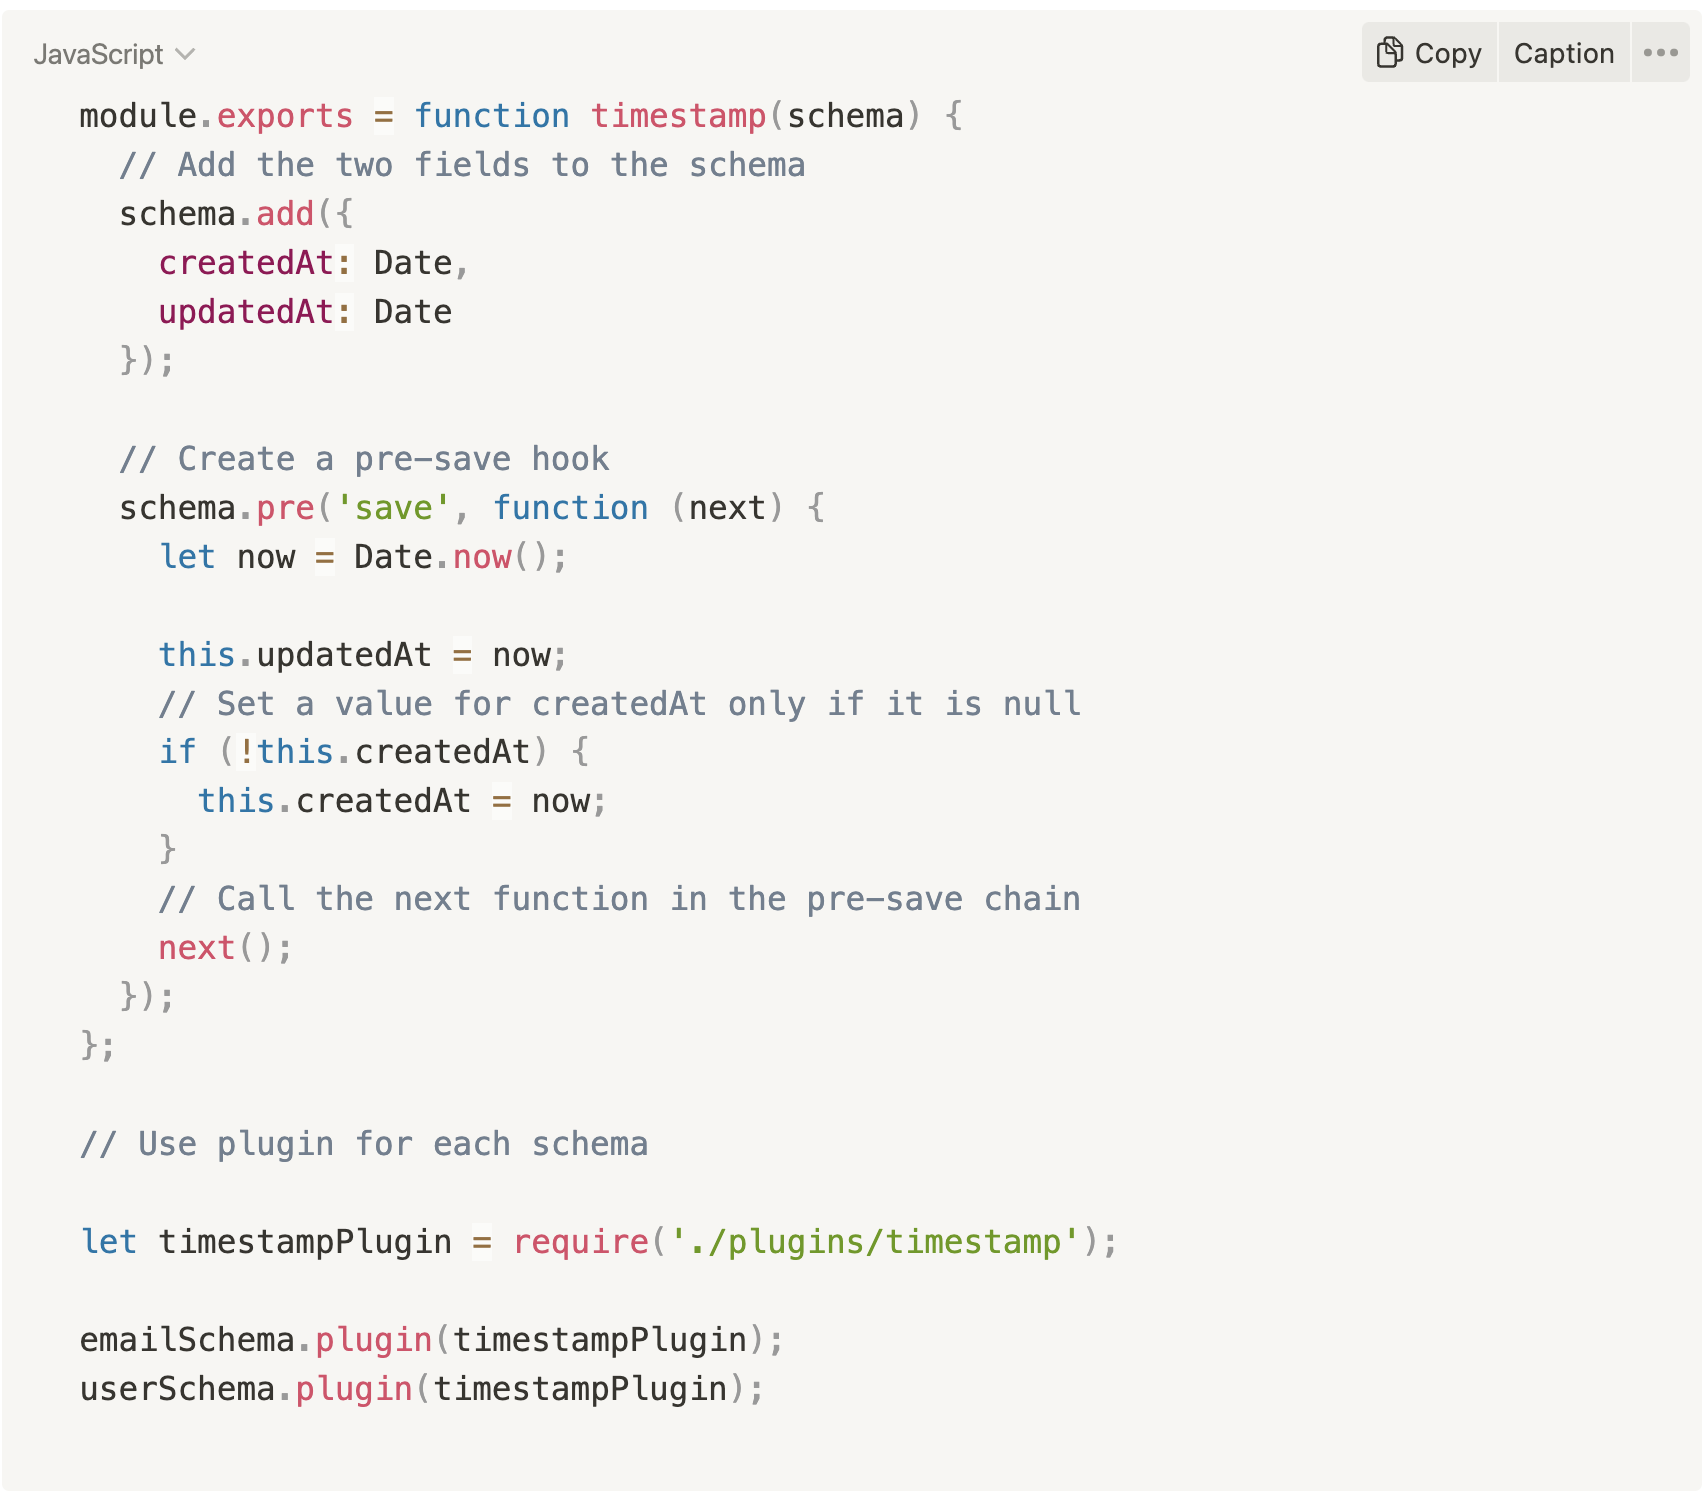 JavaScript
Copy Caption •••
module.exports = function timestamp(schema) {
  // Add the two fields to the schema
  schema.add({
    createdAt: Date,
    updatedAt: Date
  });

  // Create a pre-save hook
  schema.pre('save', function (next) {
    let now = Date.now();

    this.updatedAt = now;
    // Set a value for createdAt only if it is null
    if (!this.createdAt) {
      this.createdAt = now;
    }
    // Call the next function in the pre-save chain
    next();
  });
};

// Use plugin for each schema

let timestampPlugin = require('./plugins/timestamp');

emailSchema.plugin(timestampPlugin);
userSchema.plugin(timestampPlugin);